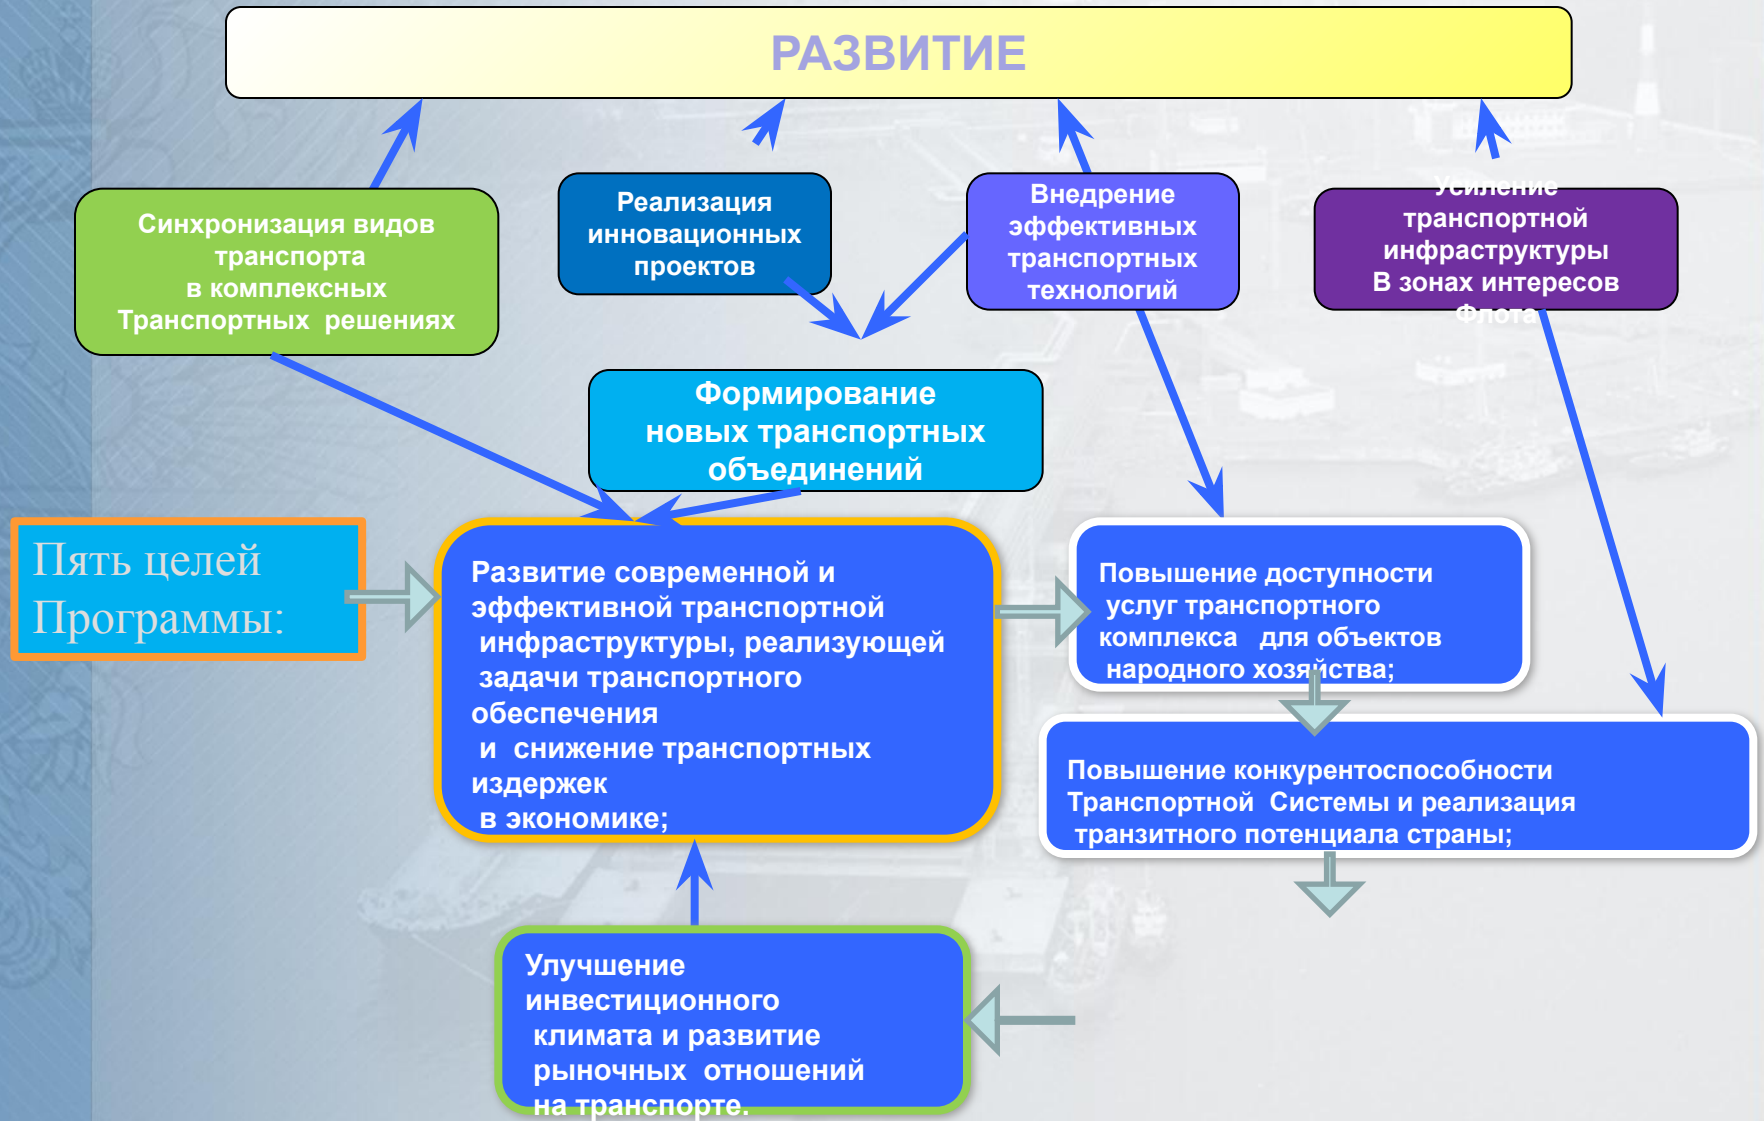 РАЗВИТИЕ
Синхронизация видов
транспорта
в комплексных
Транспортных решениях
Реализация
инновационных
проектов
Внедрение
эффективных
транспортных
технологий
Усиление
транспортной
инфраструктуры
В зонах интересов
Флота
Формирование
новых транспортных
объединений
Пять целей
Программы:
Развитие современной и
эффективной транспортной
инфраструктуры, реализующей
задачи транспортного
обеспечения
и снижение транспортных
издержек
в экономике;
Повышение доступности
услуг транспортного
комплекса для объектов
народного хозяйства;
Повышение конкурентоспособности
Транспортной Системы и реализация
транзитного потенциала страны;
Улучшение
инвестиционного
климата и развитие
рыночных отношений
на транспорте.